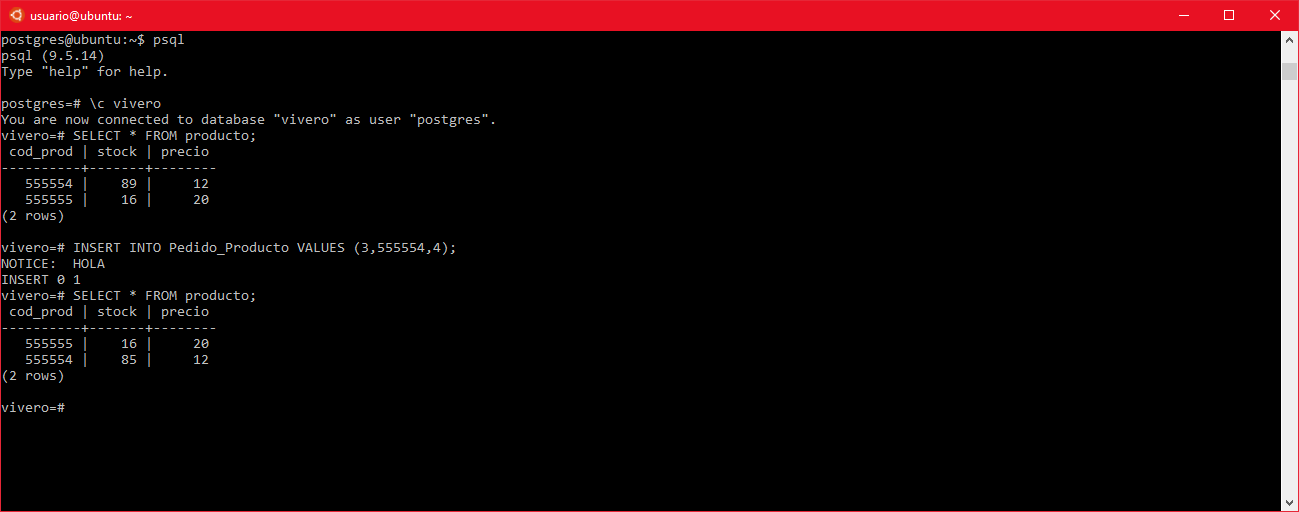 usuario@ubuntu: ~
postgres@ubuntu:~$ psql
psql (9.5.14)
Type "help" for help.

postgres=# \c vivero
You are now connected to database "vivero" as user "postgres".
vivero=# SELECT * FROM producto;
 cod_prod | stock | precio
----------+-------+--------
   555554 |    89 |     12
   555555 |    16 |     20
(2 rows)

vivero=# INSERT INTO Pedido_Producto VALUES (3,555554,4);
NOTICE:  HOLA
INSERT 0 1
vivero=# SELECT * FROM producto;
 cod_prod | stock | precio
----------+-------+--------
   555555 |    16 |     20
   555554 |    85 |     12
(2 rows)

vivero=#